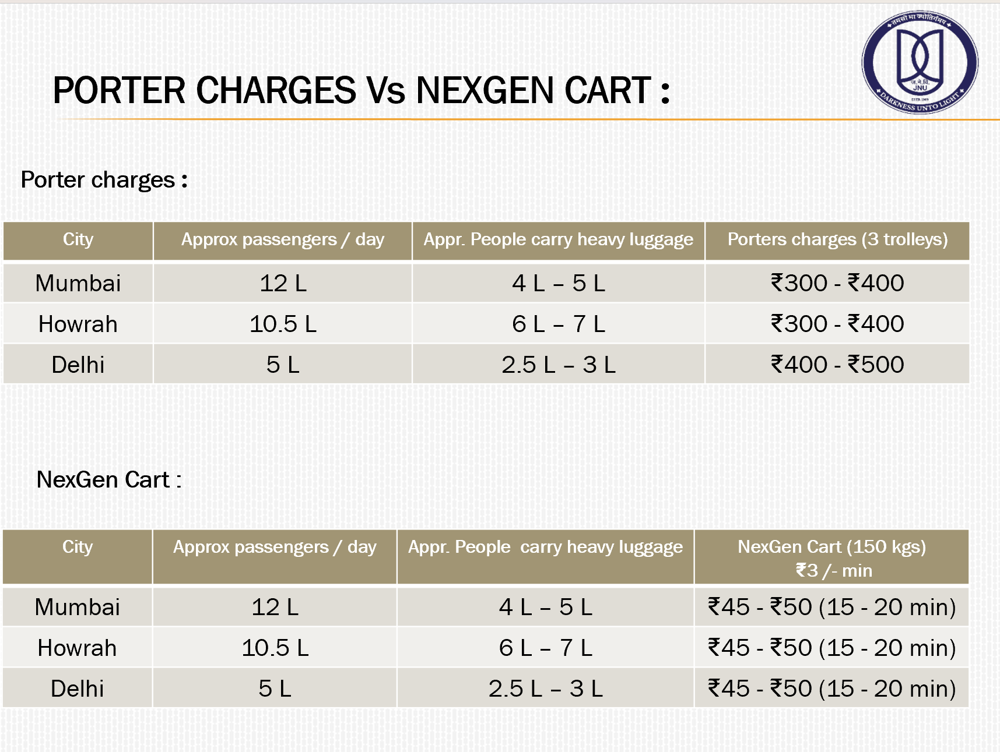 तमसो मा ज्योतिर्गमय
ज.ने.वि.
JNU
ESTD.1969
DARKNESS UNTO LIGHT
PORTER CHARGES Vs NEXGEN CART :
Porter charges :
City Approx passengers / day Appr. People carry heavy luggage Porters charges (3 trolleys)
Mumbai 12 L 4 L – 5 L ₹300 - ₹400
Howrah 10.5 L 6 L – 7 L ₹300 - ₹400
Delhi 5 L 2.5 L – 3 L ₹400 - ₹500
NexGen Cart :
City Approx passengers / day Appr. People carry heavy luggage NexGen Cart (150 kgs)
₹3 /- min
Mumbai 12 L 4 L – 5 L ₹45 - ₹50 (15 - 20 min)
Howrah 10.5 L 6 L – 7 L ₹45 - ₹50 (15 - 20 min)
Delhi 5 L 2.5 L – 3 L ₹45 - ₹50 (15 - 20 min)